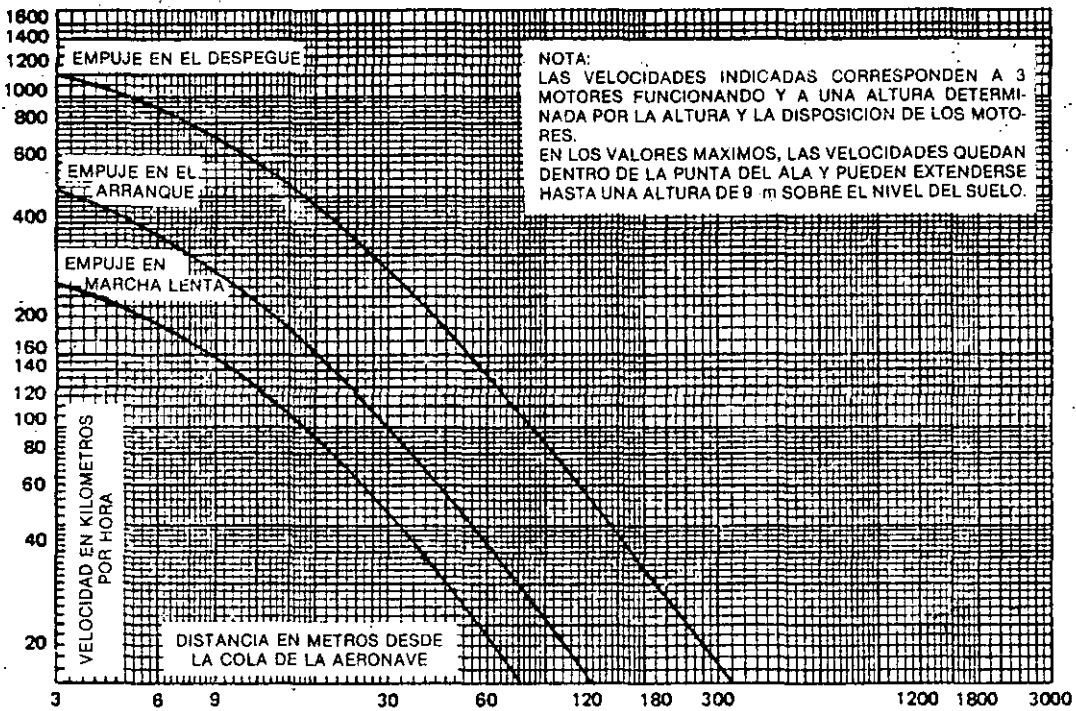 1600
1400
1200
1000
800
600
400
200
160
140
120
100
80
60
40
20
EMPUJE EN EL DESPEGUE
EMPUJE EN EL
ARRANQUE
EMPUJE EN
MARCHA LENTA
NOTA:
LAS VELOCIDADES INDICADAS CORRESPONDEN A 3
MOTORES FUNCIONANDO Y A UNA ALTURA DETERMI-
NADA POR LA ALTURA Y LA DISPOSICION DE LOS MOTO-
RES.
EN LOS VALORES MAXIMOS, LAS VELOCIDADES QUEDAN
DENTRO DE LA PUNTA DEL ALA Y PUEDEN EXTENDERSE
HASTA UNA ALTURA DE 9 m SOBRE EL NIVEL DEL SUELO.
VELOCIDAD EN KILOMETROS
POR HORA
DISTANCIA EN METROS DESDE
LA COLA DE LA AERONAVE
3 6 9 30 60 120 180 300 1200 1800 3000